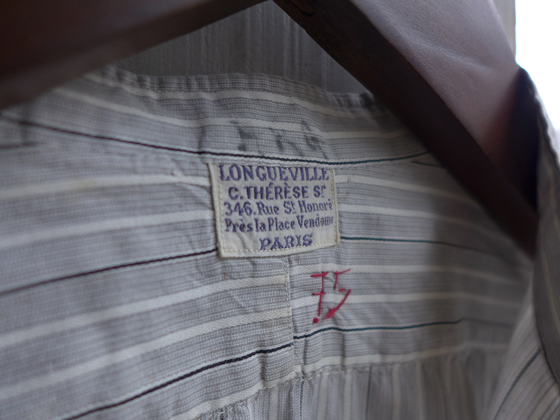 LONGUEVILLE
C. THÉRÈSE Sr
346. Rue St Honoré
Près la Place Vendome
PARIS